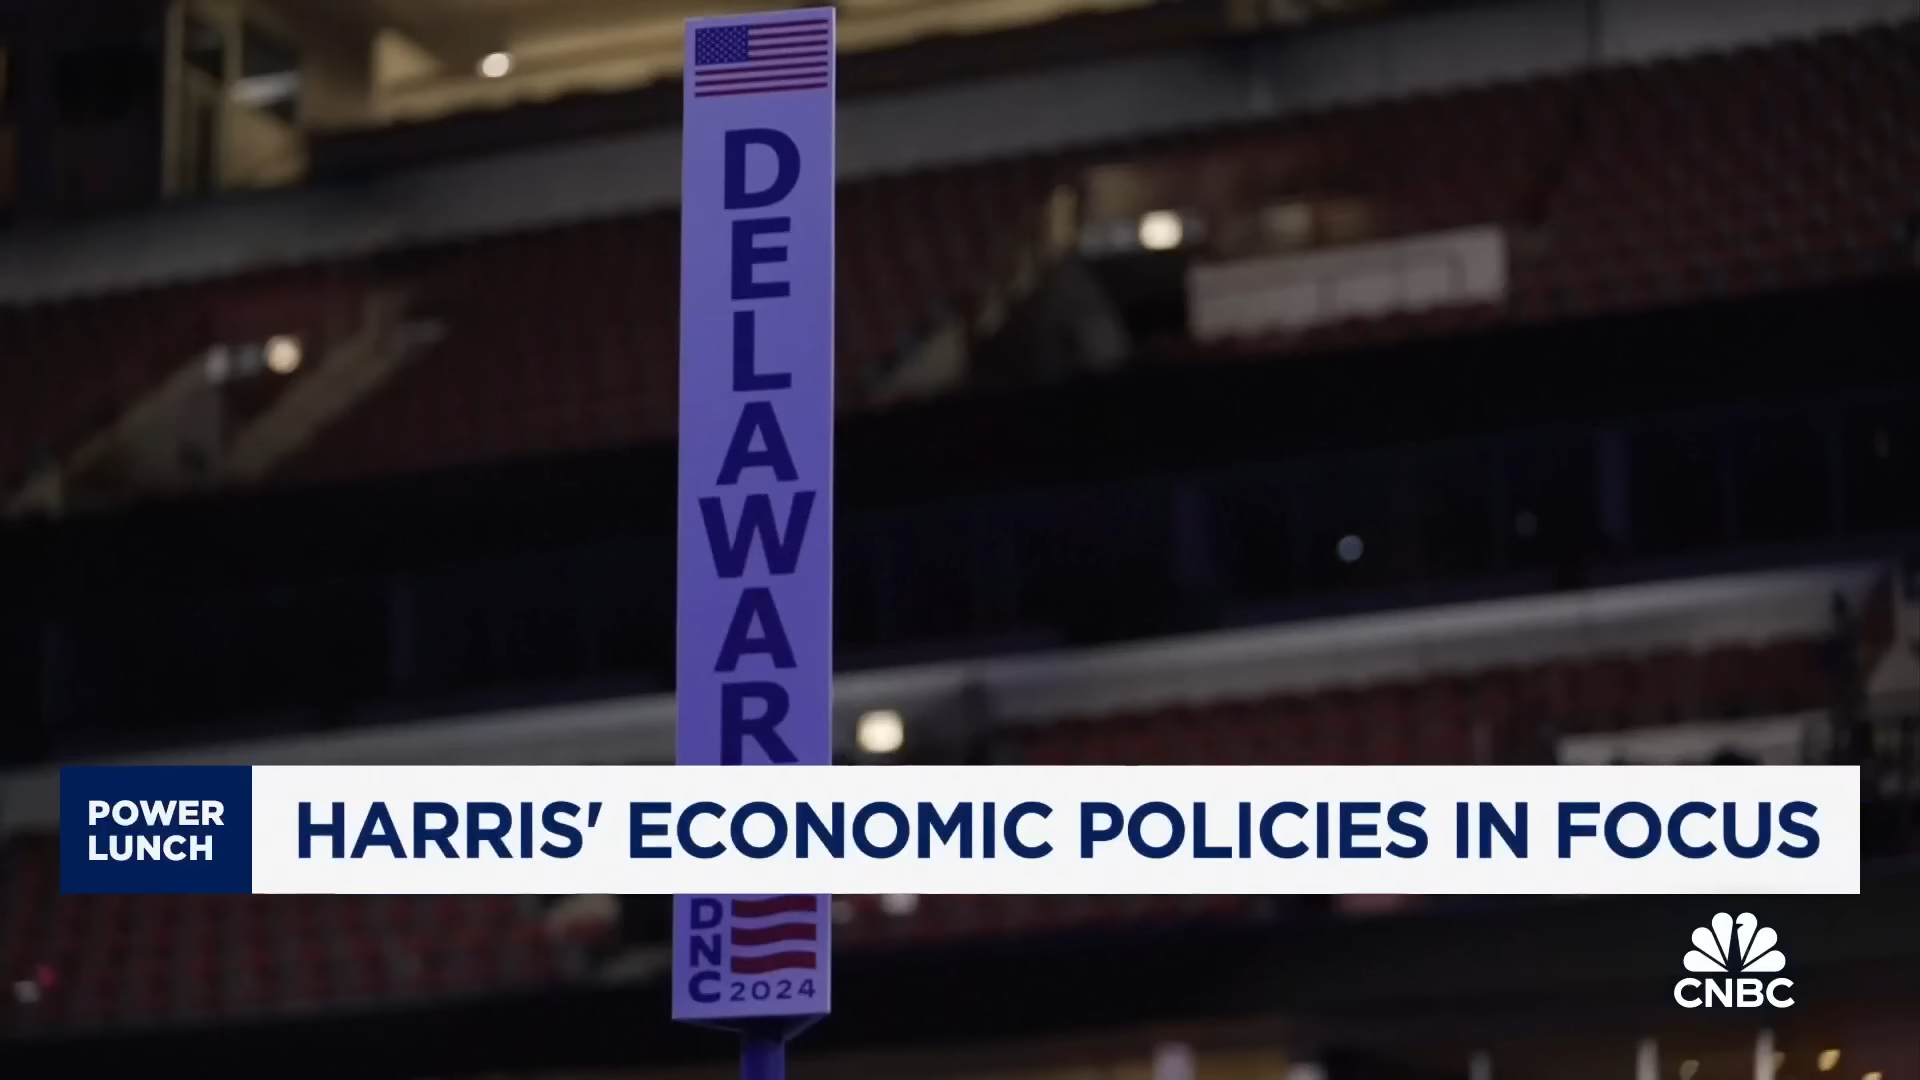 DELAWAR
POWER
LUNCH
HARRIS' ECONOMIC POLICIES IN FOCUS
DNC
2024
CNBC